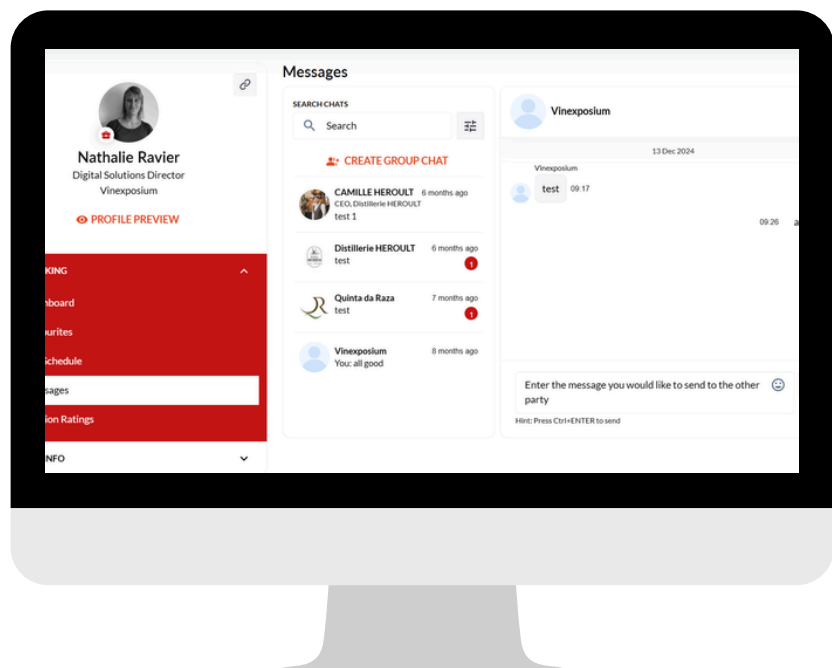 Nathalie Ravier
Digital Solutions Director
Vinexposium
PROFILE PREVIEW
KING
nboard
urites
Schedule
sages
ion Ratings
NFO
Messages
SEARCH CHATS
Search
CREATE GROUP CHAT
CAMILLE HEROULT 6 months ago
CEO, Distillerie HEROULT
test 1
Distillerie HEROULT 6 months ago
test 1
Quinta da Raza 7 months ago
test 1
Vinexposium 8 months ago
You: all good
Vinexposium
13 Dec 2024
Vinexposium
test 09:17
09:26 a
Enter the message you would like to send to the other
party
Hint: Press Ctrl+ENTER to send